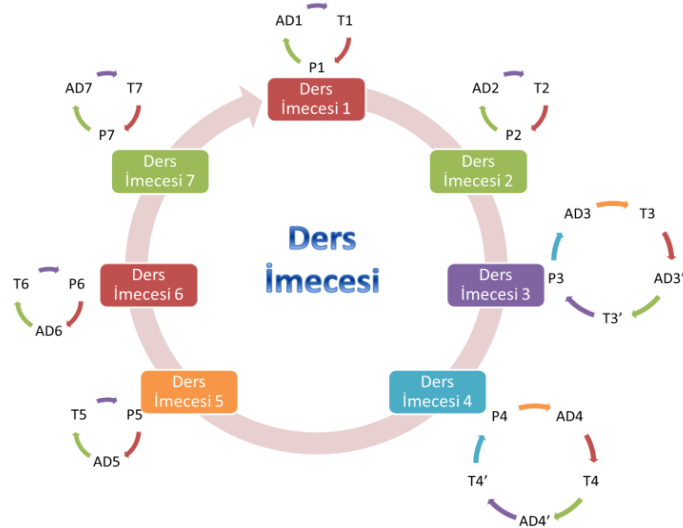 AD1
T1
P1
Ders
İmecesi 1
AD2
T2
P2
Ders
İmecesi 2
AD3
T3
P3
AD3′
T3′
Ders
İmecesi 3
P4
AD4
T4
AD4′
T4′
Ders
İmecesi 4
T5
P5
AD5
Ders
İmecesi 5
T6
P6
AD6
Ders
İmecesi 6
AD7
T7
P7
Ders
İmecesi 7
Ders
İmecesi